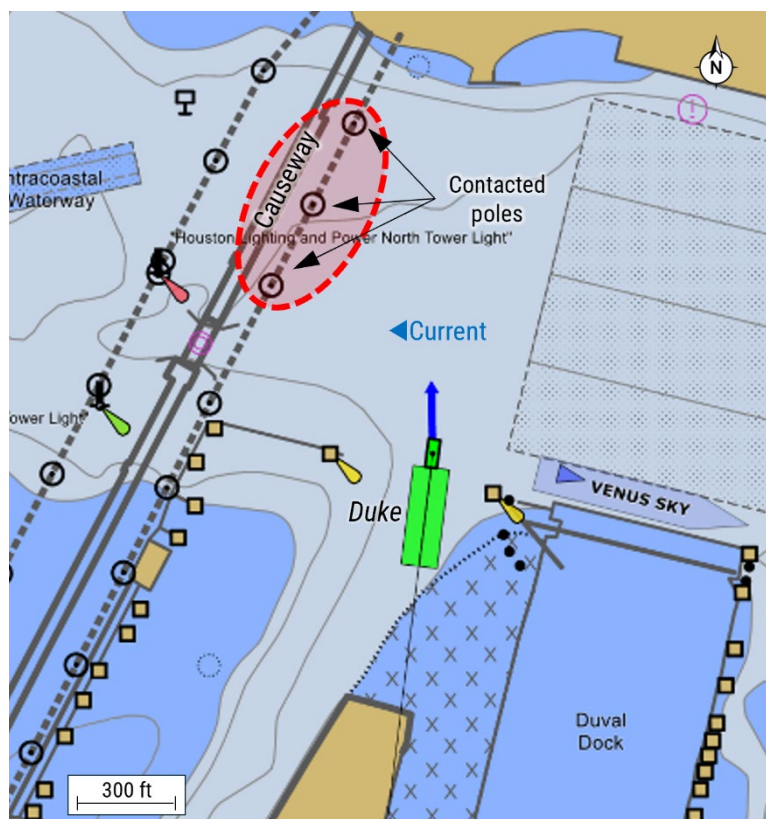 N
Causeway
Contacted
poles
ntracoastal
Waterway
"Houston Lighting and Power North Tower Light"
Current
ower Light"
Duke
VENUS SKY
Duval
Dock
300 ft